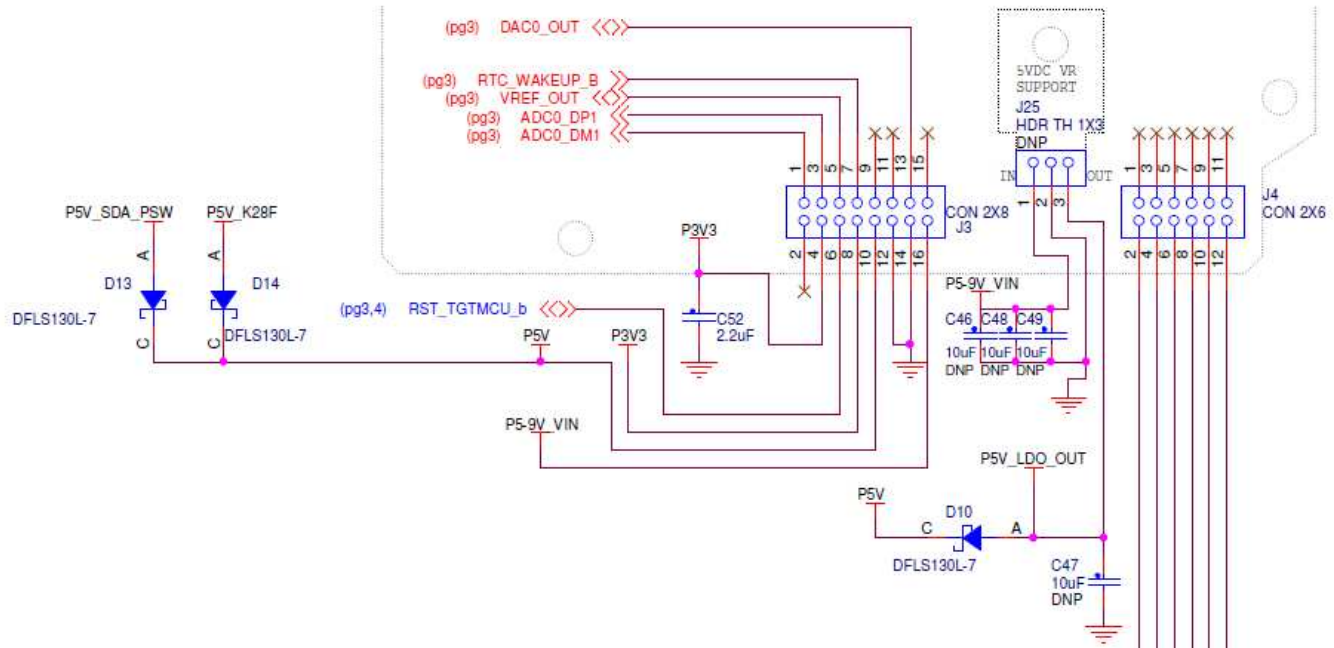 (pg3) DAC0_OUT
(pg3) RTC_WAKEUP_B
(pg3) VREF_OUT
(pg3) ADC0_DP1
(pg3) ADC0_DM1
5VDC VR
SUPPORT
J25
HDR TH 1X3
DNP
IN
OUT
1
2
3
1
3
5
7
9
11
13
15
CON 2X8
J3
2
4
6
8
10
12
14
16
1
3
5
7
9
11
J4
CON 2X6
2
4
6
8
10
12
P5V_SDA_PSW
P5V_K28F
A
A
D13
D14
DFLS130L-7
DFLS130L-7
C
C
P3V3
C52
2.2uF
(pg3,4) RST_TGTMCU_b
P5V
P3V3
P5-9V_VIN
P5-9V_VIN
C46 C48 C49
10uF 10uF 10uF
DNP DNP DNP
P5V_LDO_OUT
P5V
D10
C
A
DFLS130L-7
C47
10uF
DNP